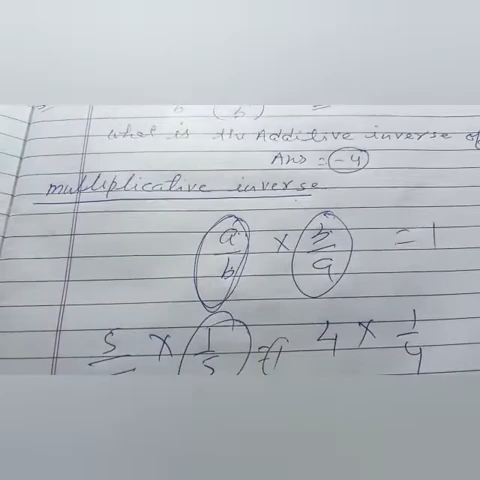 What is the Additive inverse of
Ans = -4
multiplicative inverse
a/b × b/a = 1
5 × 1/5 = 1 4 × 1/4